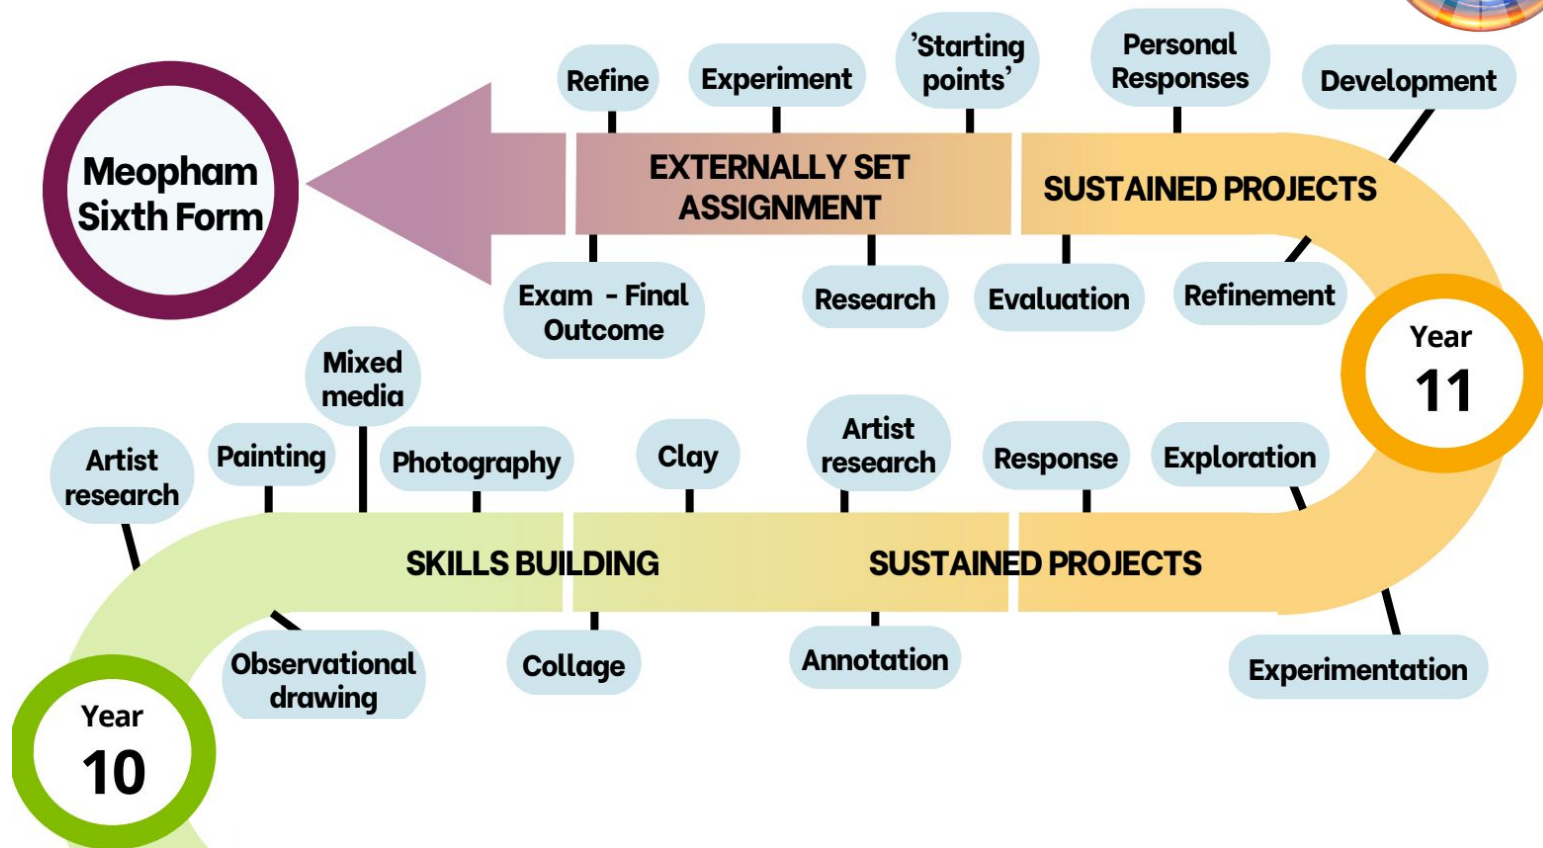 'Starting
points'
Personal
Responses
Refine
Experiment
Development
Meopham
Sixth Form
EXTERNALLY SET
ASSIGNMENT
SUSTAINED PROJECTS
Exam - Final
Outcome
Research
Evaluation
Refinement
Year
11
Mixed
media
Artist
research
Painting
Photography
Clay
Artist
research
Response
Exploration
SKILLS BUILDING
SUSTAINED PROJECTS
Observational
drawing
Collage
Annotation
Experimentation
Year
10